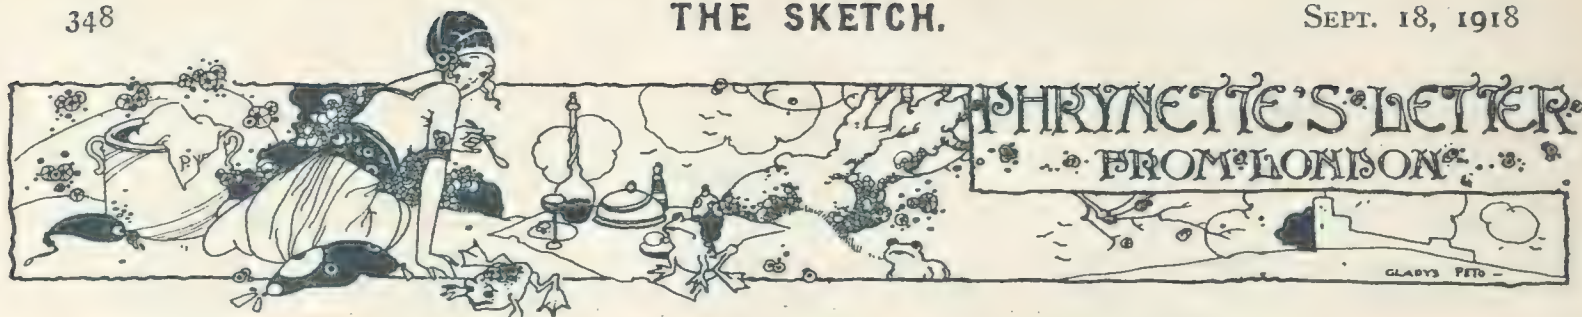 348
THE SKETCH.
SEPT. 18, 1918
PHRYNETTE'S LETTER
FROM LONDON
GLADYS PETO